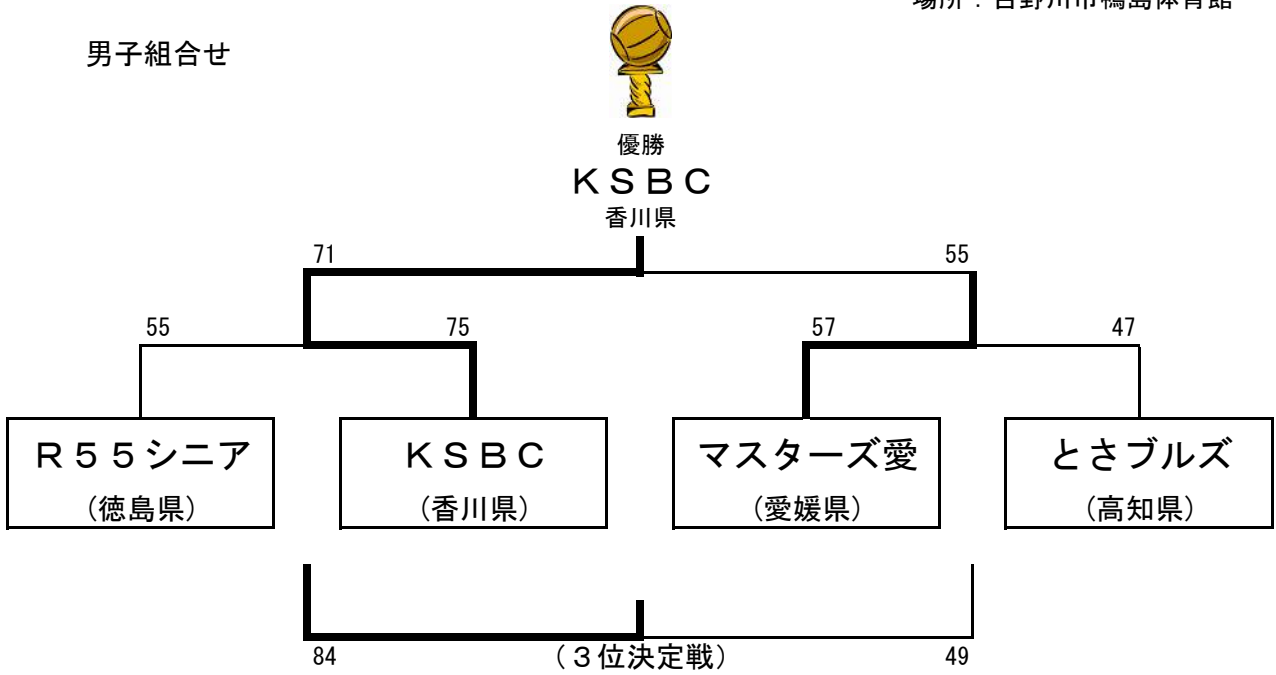 男子組合せ
優勝
ＫＳＢＣ
香川県
71
55
55
75
57
47
Ｒ５５シニア
(徳島県)
ＫＳＢＣ
(香川県)
マスターズ愛
(愛媛県)
とさブルズ
(高知県)
84
(３位決定戦)
49